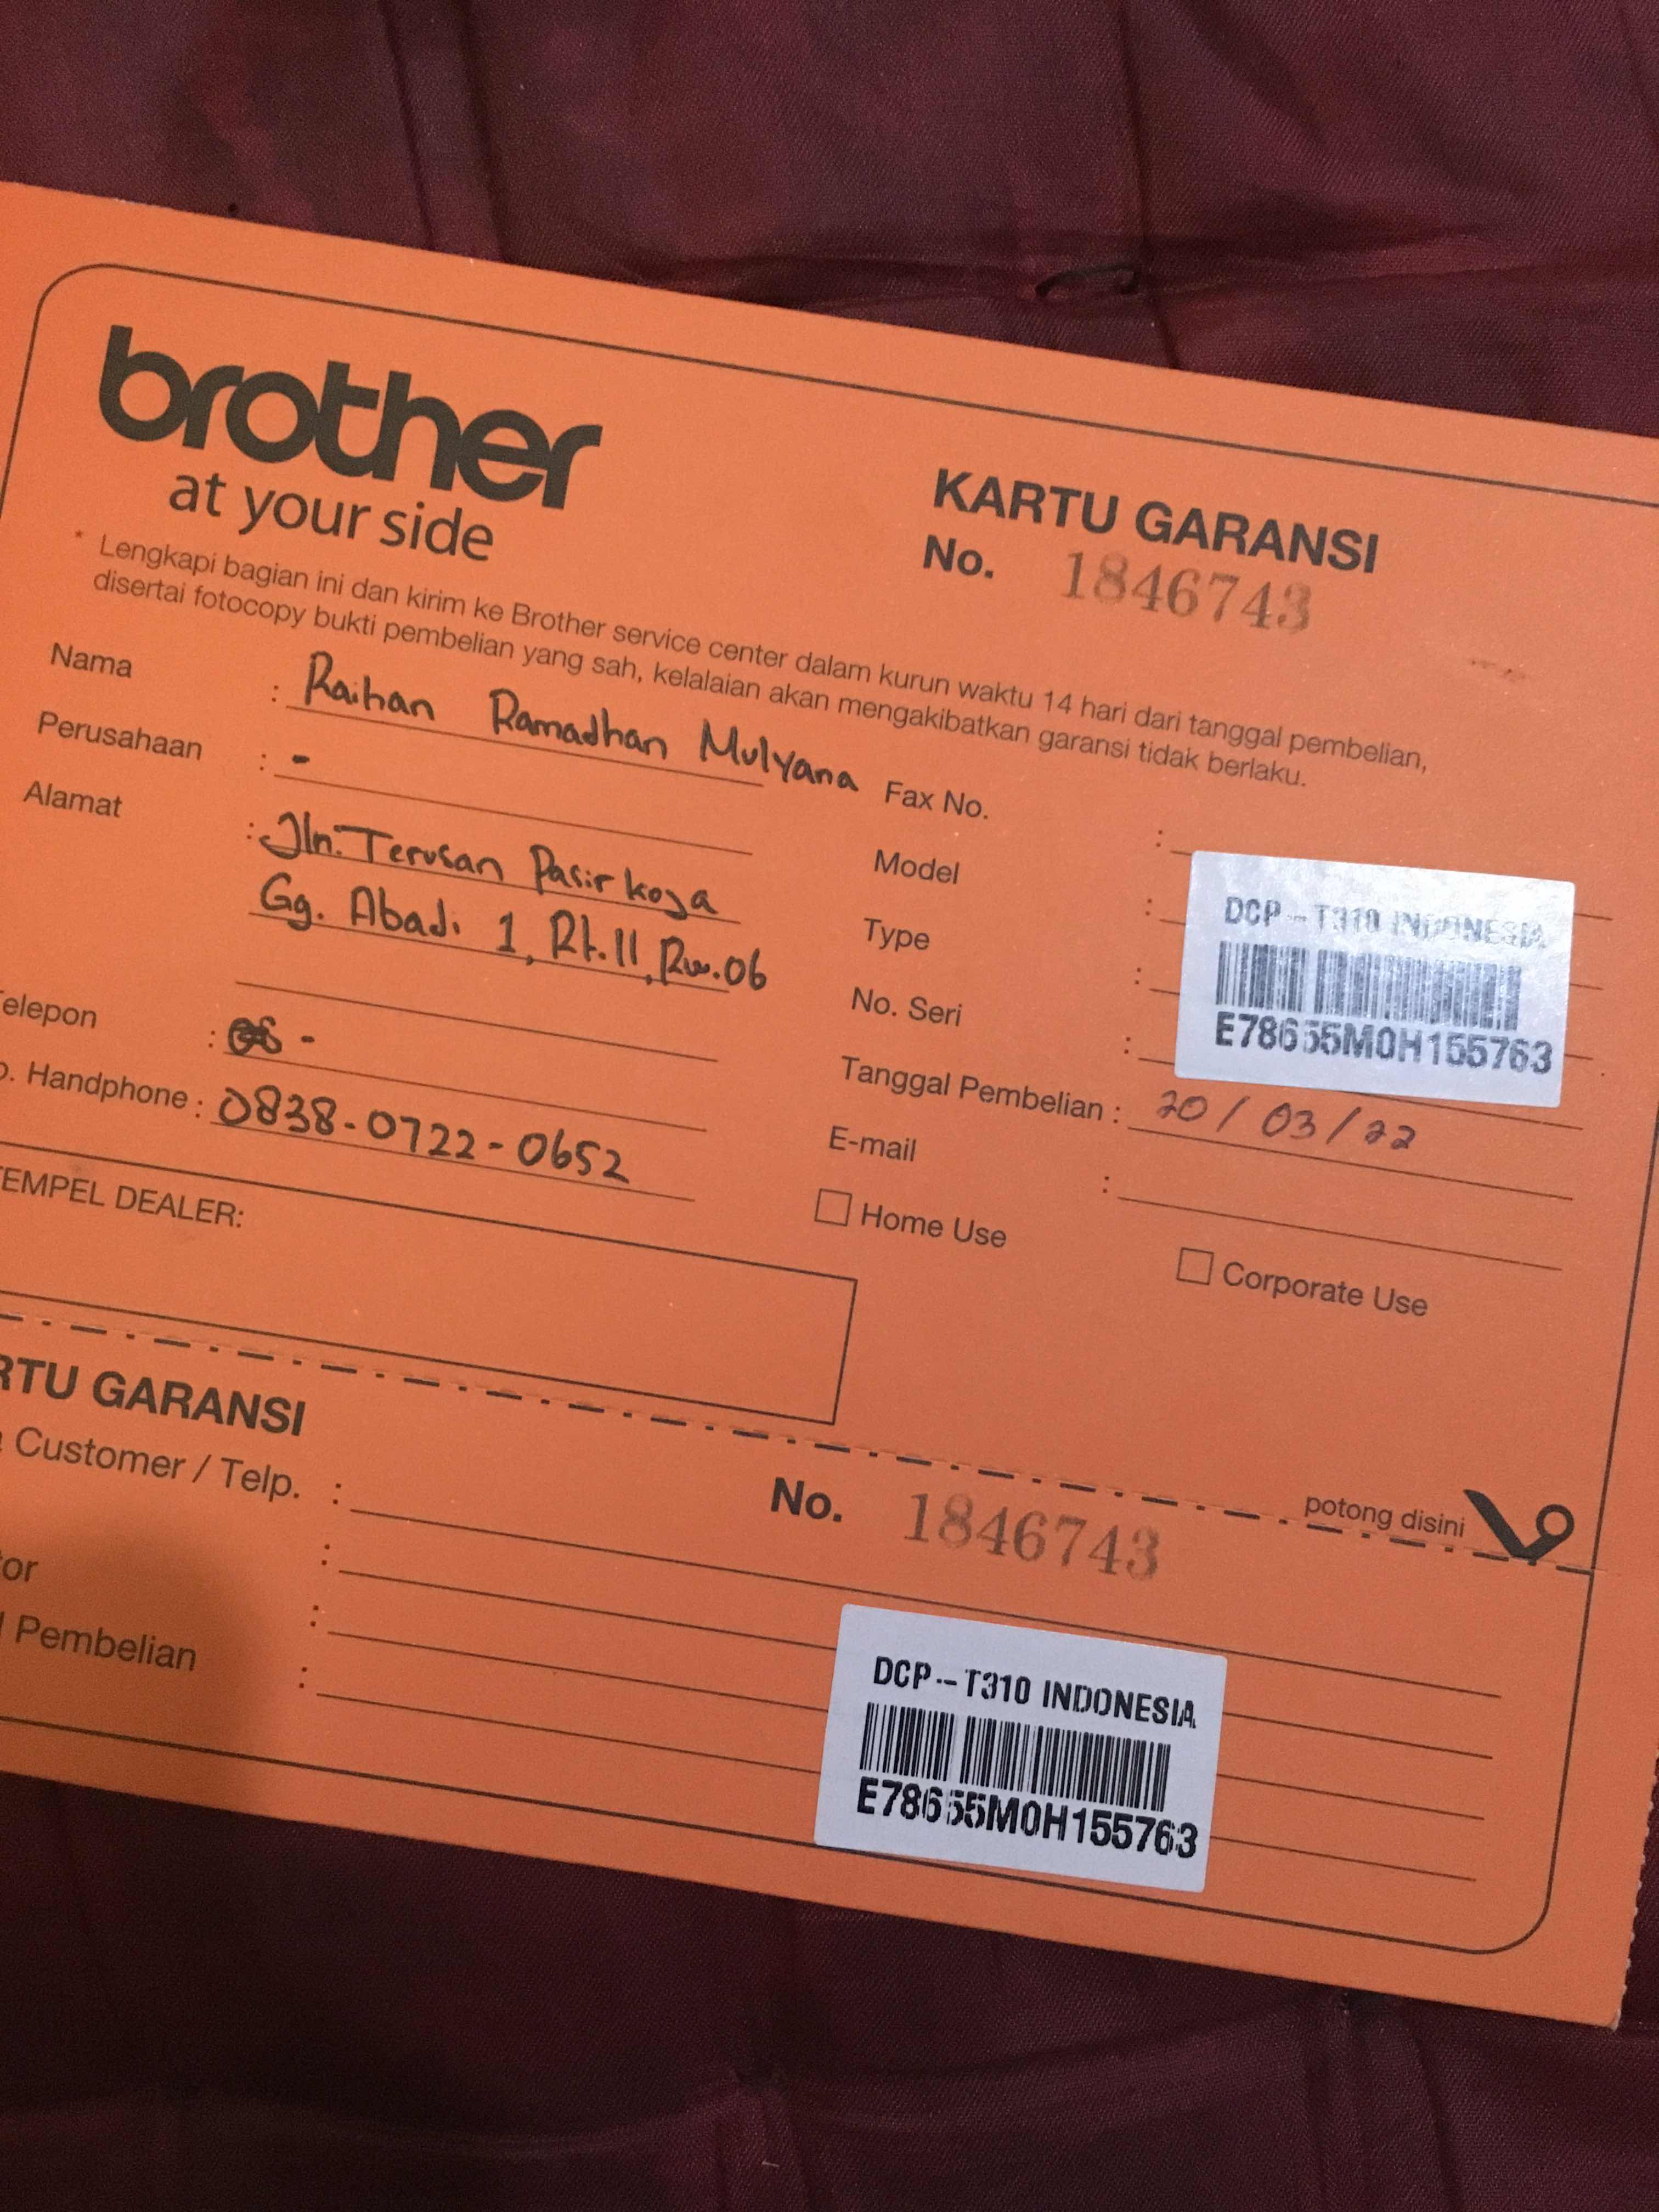 brother
at your side
KARTU GARANSI
No. 1846743
* Lengkapi bagian ini dan kirim ke Brother service center dalam kurun waktu 14 hari dari tanggal pembelian,
disertai fotocopy bukti pembelian yang sah, kelalaian akan mengakibatkan garansi tidak berlaku.
Nama : Raihan Ramadhan Mulyana
Perusahaan : -
Alamat : Jln. Terusan Pasir koja
Gg. Abadi 1, Rt.11, Rw.06
elepon : -
o. Handphone : 0838-0722-0652
Fax No. :
Model :
Type :
No. Seri :
DCP - T310 INDONESIA
E78655M0H155763
Tanggal Pembelian : 20 / 03 / 22
E-mail :
Home Use
Corporate Use
TEMPEL DEALER:
potong disini
RTU GARANSI
No. 1846743
Customer / Telp. :
or :
Pembelian :
:
DCP - T310 INDONESIA
E78655M0H155763